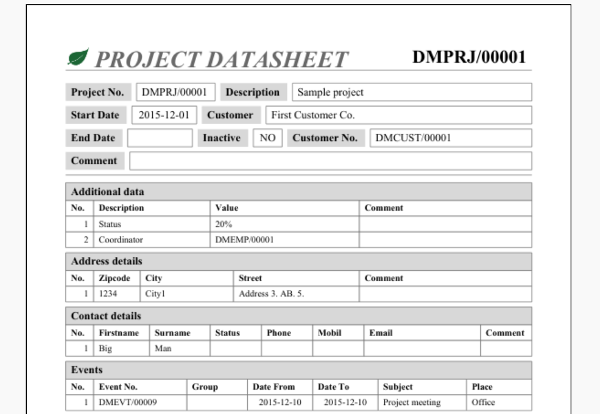 PROJECT DATASHEET DMPRJ/00001
Project No. DMPRJ/00001 Description Sample project
Start Date 2015-12-01 Customer First Customer Co.
End Date Inactive NO Customer No. DMCUST/00001
Comment
Additional data
No. Description Value Comment
1 Status 20%
2 Coordinator DMEMP/00001
Address details
No. Zipcode City Street Comment
1 1234 City1 Address 3. AB. 5.
Contact details
No. Firstname Surname Status Phone Mobil Email Comment
1 Big Man
Events
No. Event No. Group Date From Date To Subject Place
1 DMEVT/00009 2015-12-10 2015-12-10 Project meeting Office